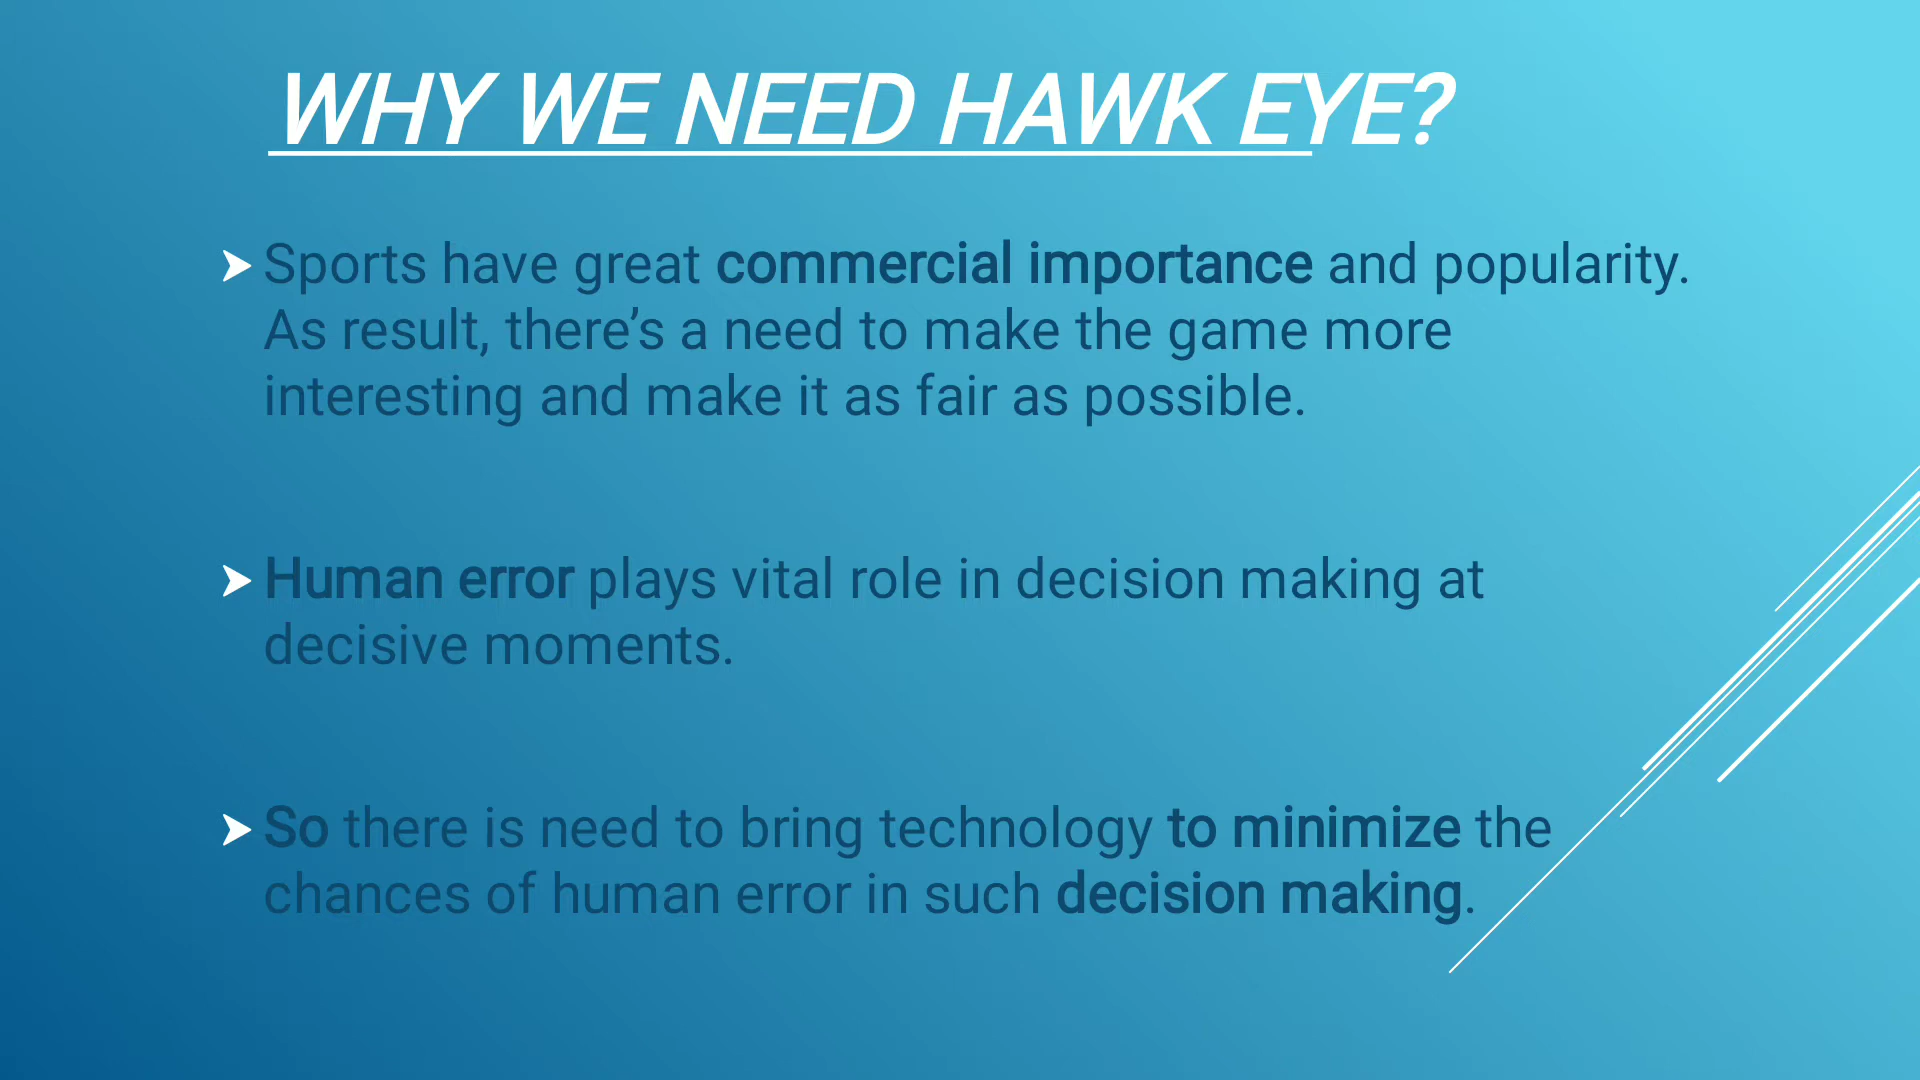 WHY WE NEED HAWK EYE?
Sports have great commercial importance and popularity.
As result, there’s a need to make the game more
interesting and make it as fair as possible.
Human error plays vital role in decision making at
decisive moments.
So there is need to bring technology to minimize the
chances of human error in such decision making.